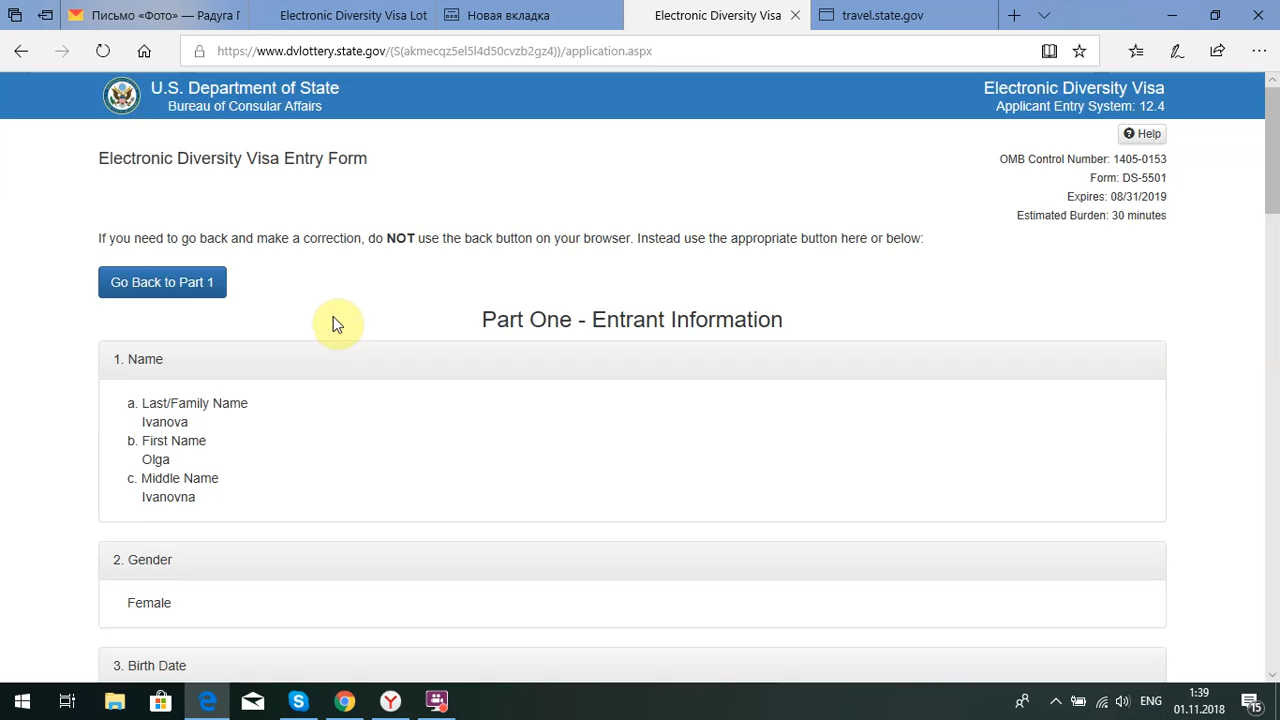 Письмо «Фото» — Радуга Г
Electronic Diversity Visa Lot
Новая вкладка
Electronic Diversity Visa
travel.state.gov
https://www.dvlottery.state.gov/(S(akmecqz5el5l4d50cvzb2gz4))/application.aspx
U.S. Department of State
Bureau of Consular Affairs
Electronic Diversity Visa
Applicant Entry System: 12.4
Help
Electronic Diversity Visa Entry Form
OMB Control Number: 1405-0153
Form: DS-5501
Expires: 08/31/2019
Estimated Burden: 30 minutes
If you need to go back and make a correction, do NOT use the back button on your browser. Instead use the appropriate button here or below:
Go Back to Part 1
Part One - Entrant Information
1. Name
a. Last/Family Name
Ivanova
b. First Name
Olga
c. Middle Name
Ivanovna
2. Gender
Female
3. Birth Date
ENG
1:39
01.11.2018
15